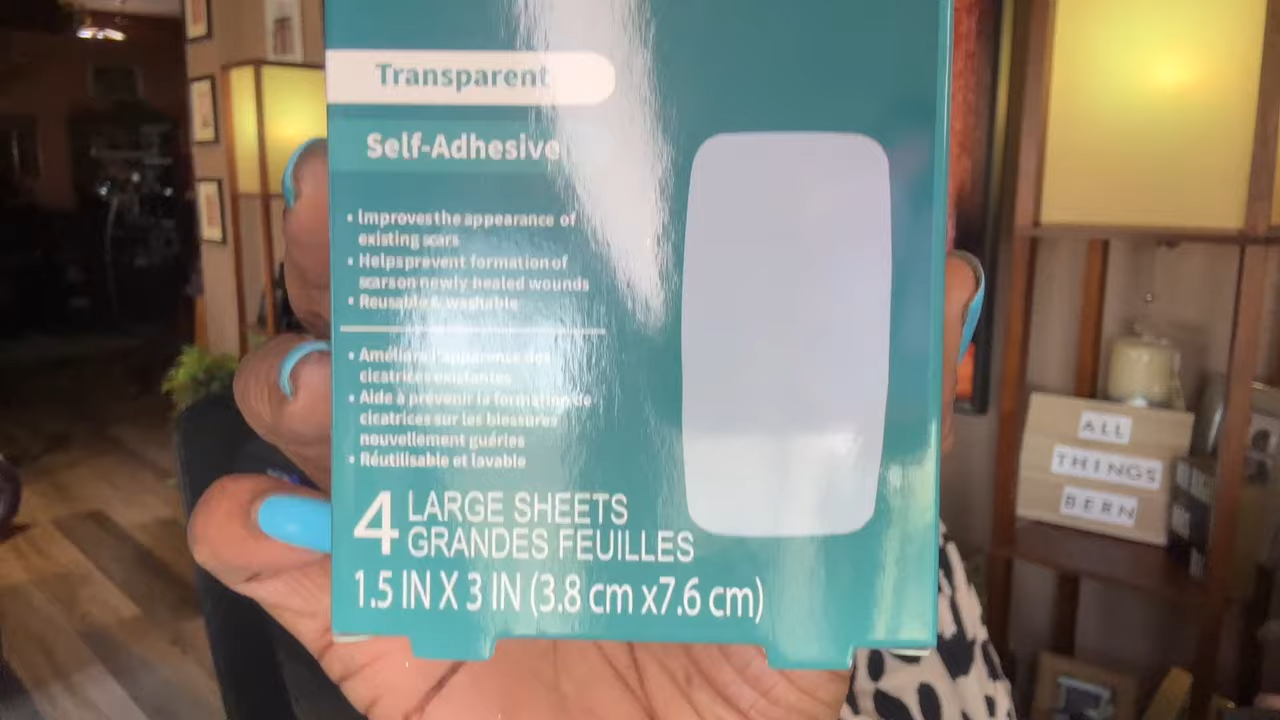 Transparent
Self-Adhesive
• Improves the appearance of
existing scars
• Helps prevent formation of
scars on newly healed wounds
• Reusable & washable
• Améliore l'apparence des
cicatrices existantes
• Aide à prévenir la formation de
cicatrices sur les blessures
nouvellement guéries
• Réutilisable et lavable
4 LARGE SHEETS
GRANDES FEUILLES
1.5 IN X 3 IN (3.8 cm x7.6 cm)
ALL
THINGS
BERN